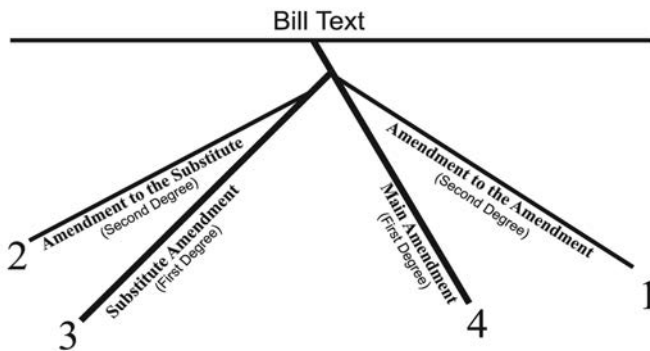 Bill Text
Amendment to the Substitute
(Second Degree)
2
Substitute Amendment
(First Degree)
3
Main Amendment
(First Degree)
4
Amendment to the Amendment
(Second Degree)
1